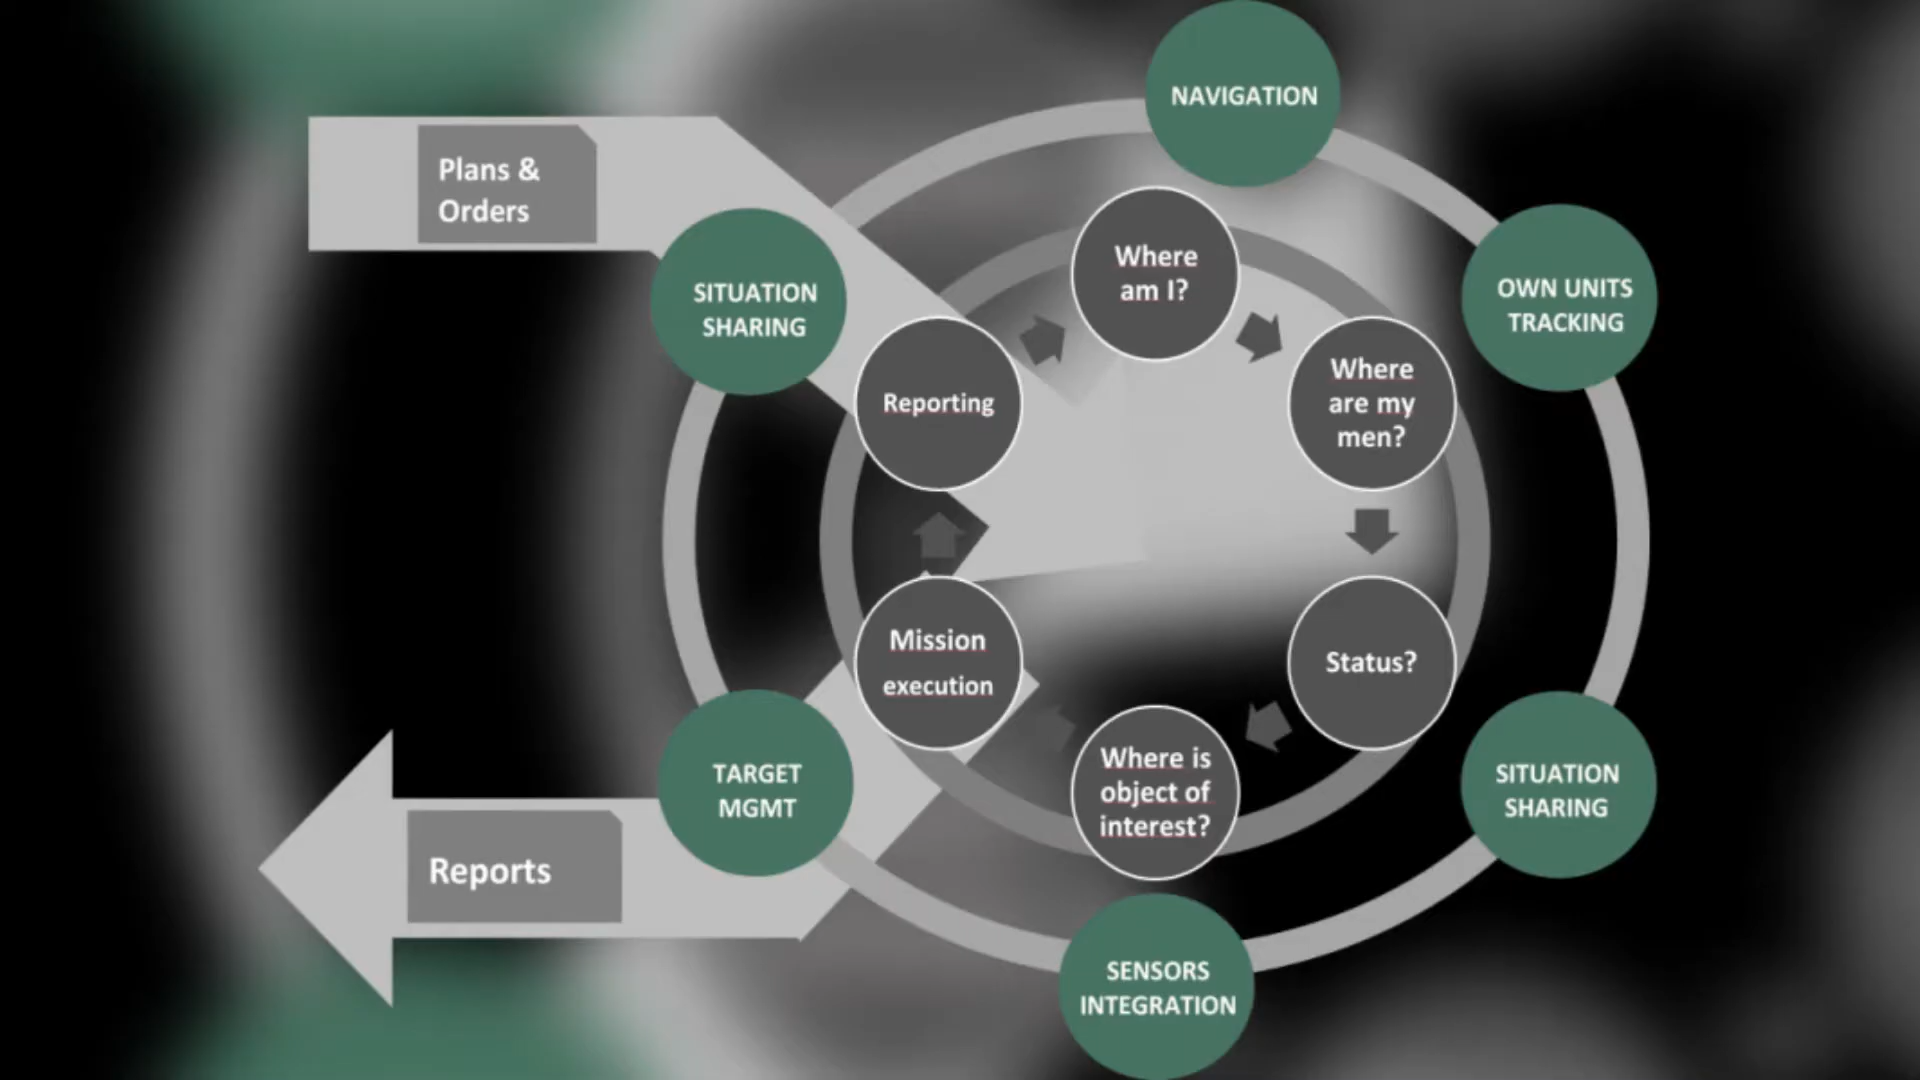 NAVIGATION
Plans &
Orders
SITUATION
SHARING
OWN UNITS
TRACKING
Where
am I?
Where
are my
men?
Reporting
Mission
execution
Status?
Where is
object of
interest?
TARGET
MGMT
SITUATION
SHARING
Reports
SENSORS
INTEGRATION